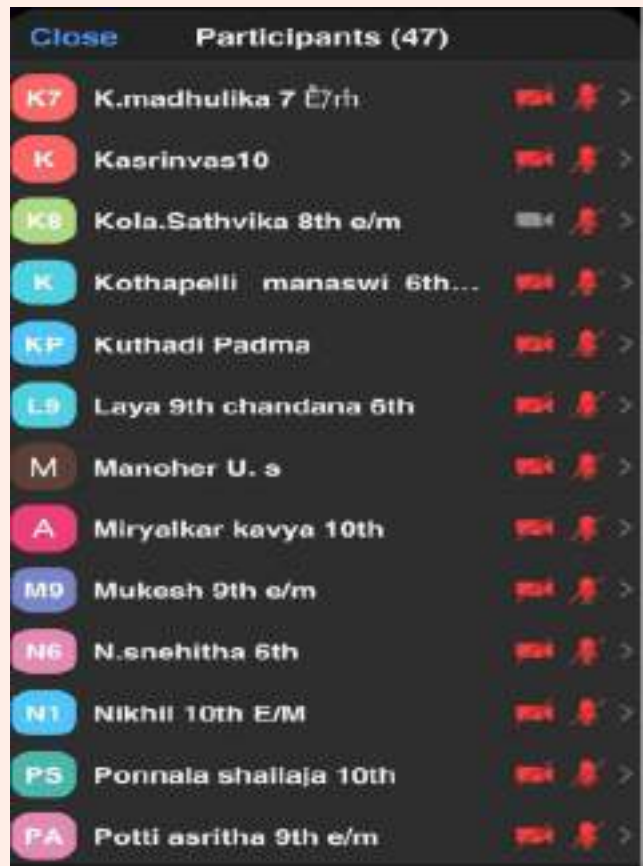 Close Participants (47)
K7 K.madhulika 7
K Kasrinvas10
K8 Kola.Sathvika 8th e/m
K Kothapelli manaswi 6th...
KP Kuthadi Padma
L9 Laya 9th chandana 6th
M Manoher U. s
A Miryalkar kavya 10th
M9 Mukesh 9th e/m
N6 N.snehitha 6th
N1 Nikhil 10th E/M
PS Ponnala shailaja 10th
PA Potti asritha 9th e/m